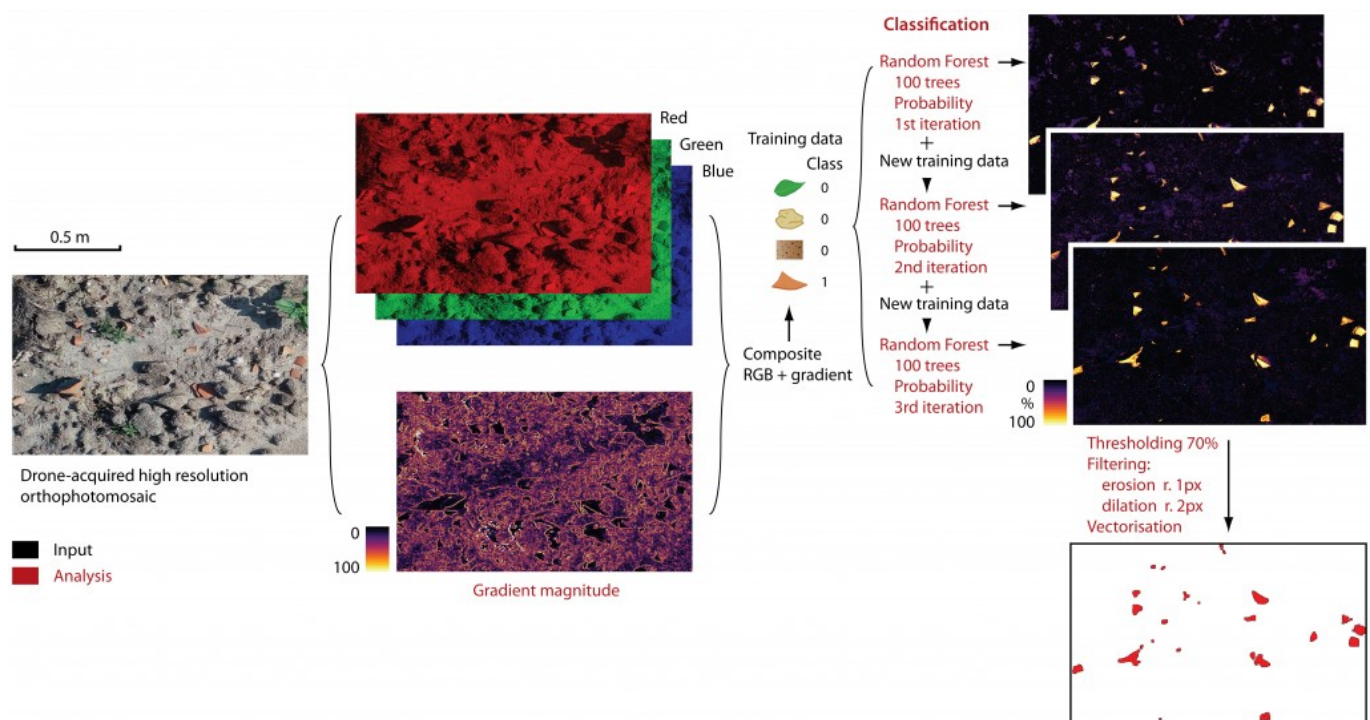 0.5 m
Drone-acquired high resolution
orthophotomosaic
Input
Analysis
Red
Green
Blue
0
100
Gradient magnitude
Training data
Class
0
0
0
1
Composite
RGB + gradient
Classification
Random Forest
100 trees
Probability
1st iteration
+
New training data
Random Forest
100 trees
Probability
2nd iteration
+
New training data
Random Forest
100 trees
Probability
3rd iteration
0
%
100
Thresholding 70%
Filtering:
erosion r. 1px
dilation r. 2px
Vectorisation